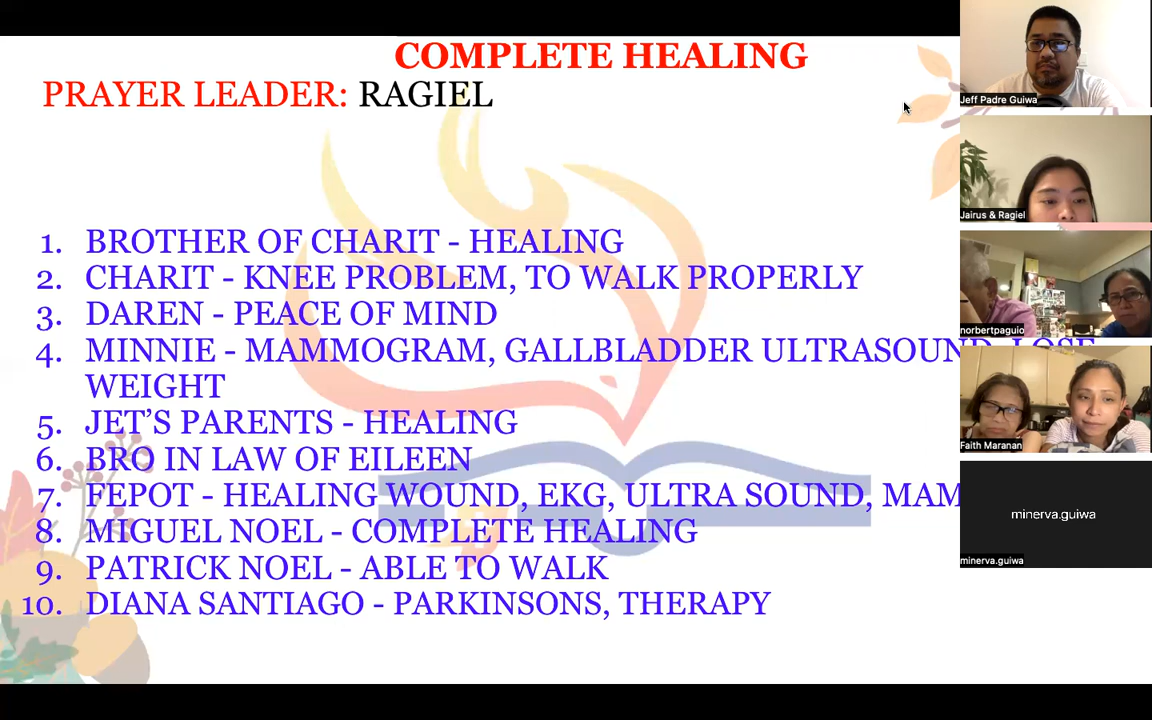 COMPLETE HEALING
PRAYER LEADER: RAGIEL
1. BROTHER OF CHARIT - HEALING
2. CHARIT - KNEE PROBLEM, TO WALK PROPERLY
3. DAREN - PEACE OF MIND
4. MINNIE - MAMMOGRAM, GALLBLADDER ULTRASOUND, LOSE
WEIGHT
5. JET’S PARENTS - HEALING
6. BRO IN LAW OF EILEEN
7. FEPOT - HEALING WOUND, EKG, ULTRA SOUND,
8. MIGUEL NOEL - COMPLETE HEALING
9. PATRICK NOEL - ABLE TO WALK
10. DIANA SANTIAGO - PARKINSONS, THERAPY
Jeff Padre Guiwa
Jairus & Ragiel
norbertpaguio
Faith Maranan
minerva.guiwa
minerva.guiwa